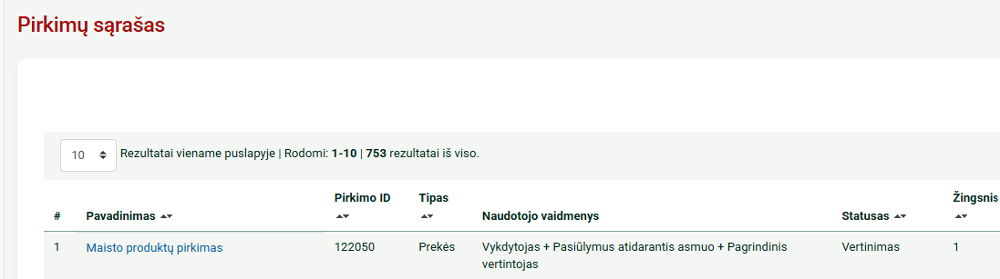 Pirkimų sąrašas
10 Rezultatai viename puslapyje | Rodomi: 1-10 | 753 rezultatai iš viso.
# Pavadinimas Pirkimo ID Tipas Naudotojo vaidmenys Statusas Žingsnis
1 Maisto produktų pirkimas 122050 Prekės Vykdytojas + Pasiūlymus atidarantis asmuo + Pagrindinis Vertinimas 1
vertintojas